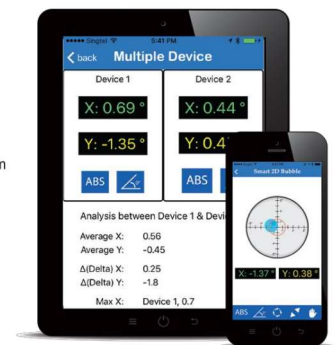 Singtel 5:41 PM
back Multiple Device
Device 1 Device 2
X: 0.69 ° X: 0.44 °
Y: -1.35 °
ABS ABS
Analysis between Device 1 &
Average X: 0.56
Average Y: -0.45
Δ(Delta) X: 0.25
Δ(Delta) Y: -1.8
Max X: Device 1, 0.7
Smart 2D Bubble
X: -1.37 ° Y: 0.38 °
ABS